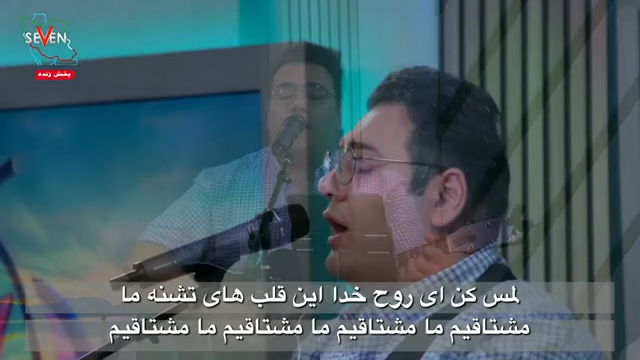 SEVEN
پخش زنده
لمس کن ای روح خدا این قلب های تشنه ما
مشتاقیم ما مشتاقیم ما مشتاقیم ما مشتاقیم